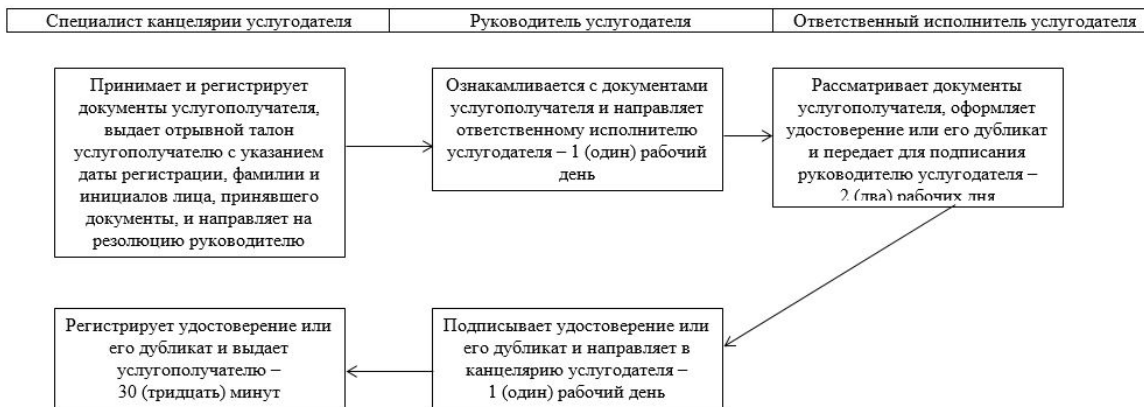 Специалист канцелярии услугодателя
Руководитель услугодателя
Ответственный исполнитель услугодателя
Принимает и регистрирует
документы услугополучателя,
выдает отрывной талон
услугополучателю с указанием
даты регистрации, фамилии и
инициалов лица, принявшего
документы, и направляет на
резолюцию руководителю
Ознакамливается с документами
услугополучателя и направляет
ответственному исполнителю
услугодателя – 1 (один) рабочий
день
Рассматривает документы
услугополучателя, оформляет
удостоверение или его дубликат
и передает для подписания
руководителю услугодателя –
2 (два) рабочих дня
Подписывает удостоверение или
его дубликат и направляет в
канцелярию услугодателя –
1 (один) рабочий день
Регистрирует удостоверение или
его дубликат и выдает
услугополучателю –
30 (тридцать) минут